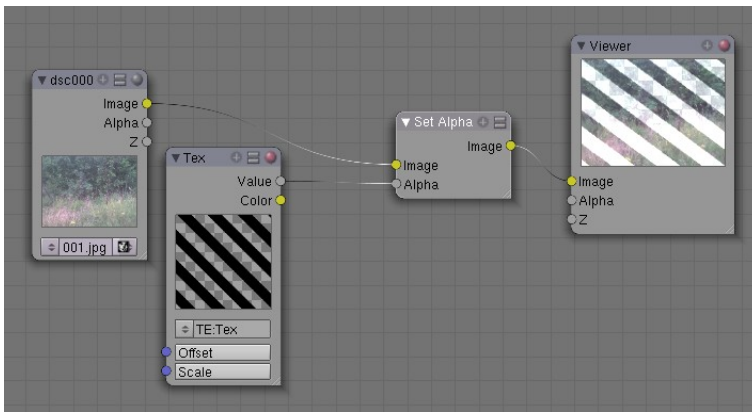 dsc000
Image
Alpha
Z
001.jpg
Tex
Value
Color
TE:Tex
Offset
Scale
Set Alpha
Image
Image
Alpha
Viewer
Image
Alpha
Z